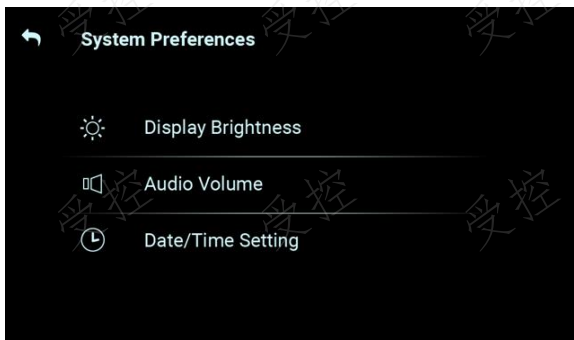 System Preferences
Display Brightness
Audio Volume
Date/Time Setting
受控
受控
受控
受控
受控
受控